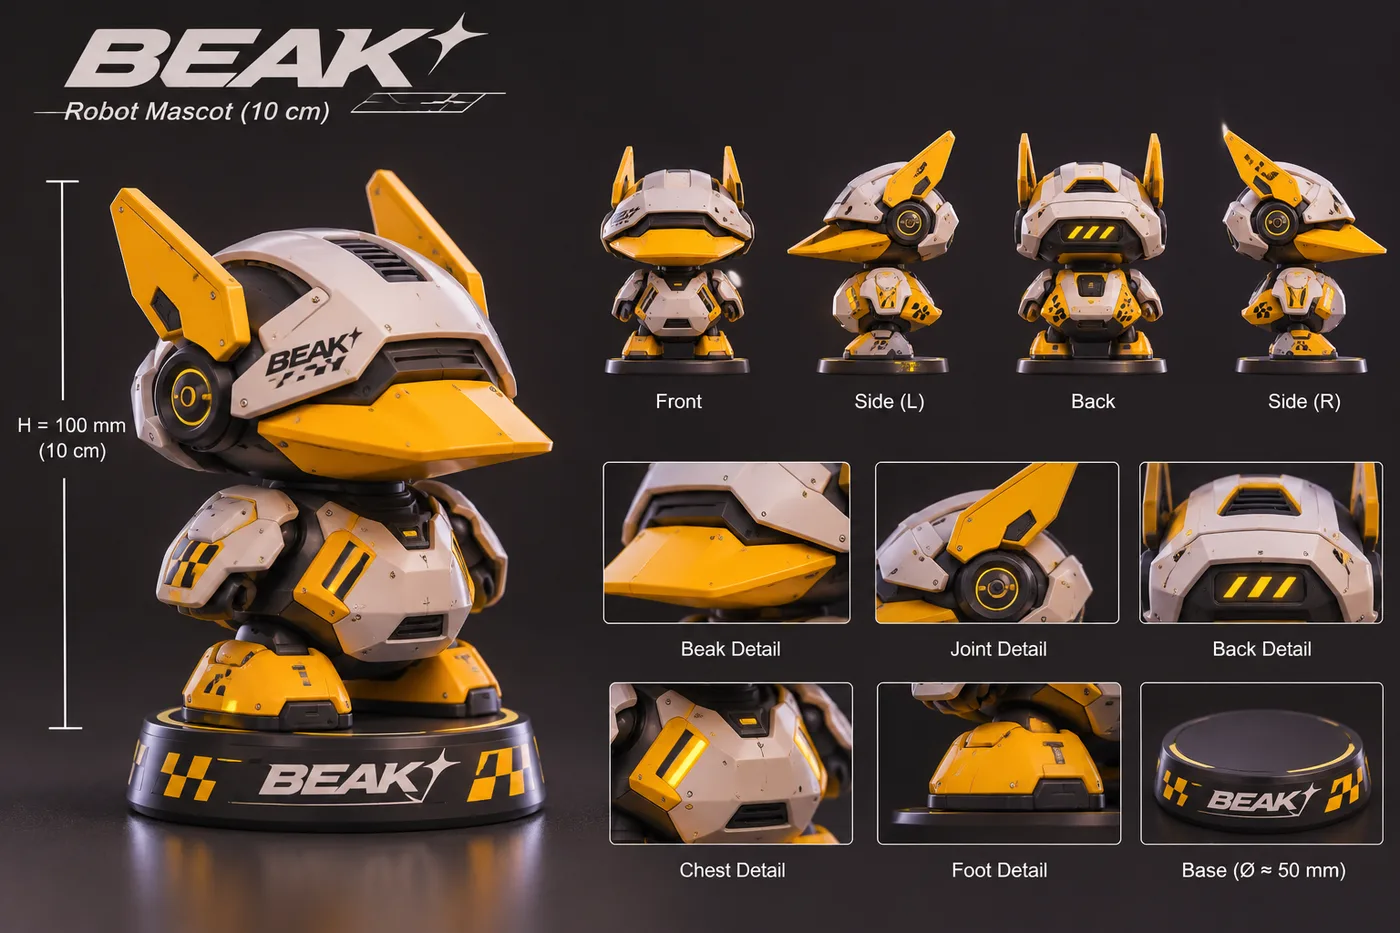 BEAK
Robot Mascot (10 cm)
H = 100 mm
(10 cm)
BEAK
BEAK
Front
Side (L)
Back
Side (R)
Beak Detail
Joint Detail
Back Detail
Chest Detail
Foot Detail
BEAK
Base (Ø ≈ 50 mm)